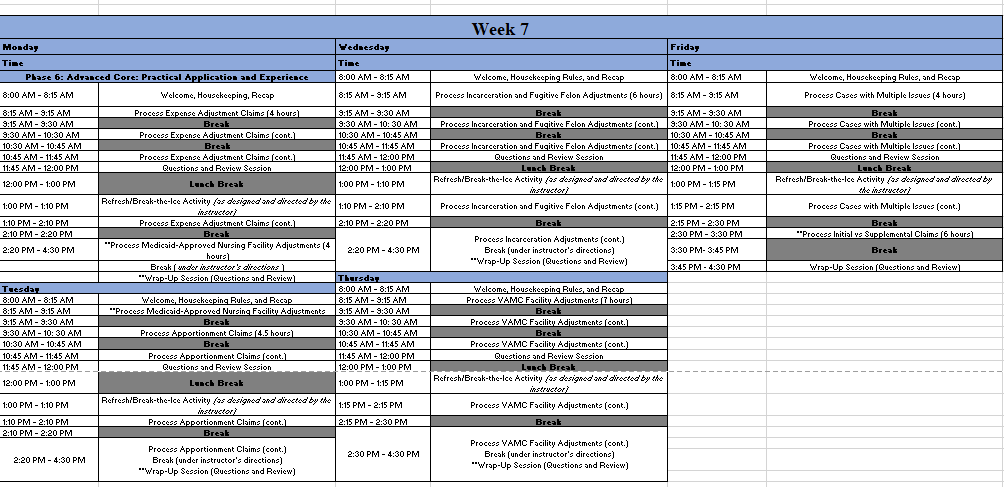 Week 7
Monday
Time
Phase 6: Advanced Core: Practical Application and Experience
8:00 AM - 8:15 AM Welcome, Housekeeping, Recap
8:15 AM - 9:15 AM Process Expense Adjustment Claims (4 hours)
9:15 AM - 9:30 AM Break
9:30 AM - 10:30 AM Process Expense Adjustment Claims (cont.)
10:30 AM - 10:45 AM Break
10:45 AM - 11:45 AM Process Expense Adjustment Claims (cont.)
11:45 AM - 12:00 PM Questions and Review Session
12:00 PM - 1:00 PM Lunch Break
1:00 PM - 1:10 PM Refresh/Break-the-Ice Activity (as designed and directed by the
instructor)
1:10 PM - 2:10 PM Process Expense Adjustment Claims (cont.)
2:10 PM - 2:20 PM Break
2:20 PM - 4:30 PM **Process Medicaid-Approved Nursing Facility Adjustments (4
hours)
Break (under instructor's directions )
**Wrap-Up Session (Questions and Review)
Tuesday
8:00 AM - 8:15 AM Welcome, Housekeeping Rules, and Recap
8:15 AM - 9:15 AM **Process Medicaid-Approved Nursing Facility Adjustments
9:15 AM - 9:30 AM Break
9:30 AM - 10:30 AM Process Apportionment Claims (4.5 hours)
10:30 AM - 10:45 AM Break
10:45 AM - 11:45 AM Process Apportionment Claims (cont.)
11:45 AM - 12:00 PM Questions and Review Session
12:00 PM - 1:00 PM Lunch Break
1:00 PM - 1:10 PM Refresh/Break-the-Ice Activity (as designed and directed by the
instructor)
1:10 PM - 2:10 PM Process Apportionment Claims (cont.)
2:10 PM - 2:20 PM Break
2:20 PM - 4:30 PM Process Apportionment Claims (cont.)
Break (under instructor's directions)
**Wrap-Up Session (Questions and Review)
Wednesday
Time
8:00 AM - 8:15 AM Welcome, Housekeeping Rules, and Recap
8:15 AM - 9:15 AM Process Incarceration and Fugitive Felon Adjustments (6 hours)
9:15 AM - 9:30 AM Break
9:30 AM - 10: 30 AM Process Incarceration and Fugitive Felon Adjustments (cont.)
10:30 AM - 10:45 AM Break
10:45 AM - 11:45 AM Process Incarceration and Fugitive Felon Adjustments (cont.)
11:45 AM - 12:00 PM Questions and Review Session
12:00 PM - 1:00 PM Lunch Break
1:00 PM - 1:10 PM Refresh/Break-the-Ice Activity (as designed and directed by the
instructor)
1:10 PM - 2:10 PM Process Incarceration and Fugitive Felon Adjustments (cont.)
2:10 PM - 2:20 PM Break
2:20 PM - 4:30 PM Process Incarceration Adjustments (cont.)
Break (under instructor's directions)
**Wrap-Up Session (Questions and Review)
Thursday
8:00 AM - 8:15 AM Welcome, Housekeeping Rules, and Recap
8:15 AM - 9:15 AM Process VAMC Facility Adjustments (7 hours)
9:15 AM - 9:30 AM Break
9:30 AM - 10: 30 AM Process VAMC Facility Adjustments (cont.)
10:30 AM - 10:45 AM Break
10:45 AM - 11:45 AM Process VAMC Facility Adjustments (cont.)
11:45 AM - 12:00 PM Questions and Review Session
12:00 PM - 1:00 PM Lunch Break
1:00 PM - 1:15 PM Refresh/Break-the-Ice Activity (as designed and directed by the
instructor)
1:15 PM - 2:15 PM Process VAMC Facility Adjustments (cont.)
2:15 PM - 2:30 PM Break
2:30 PM - 4:30 PM Process VAMC Facility Adjustments (cont.)
Break (under instructor's directions)
**Wrap-Up Session (Questions and Review)
Friday
Time
8:00 AM - 8:15 AM Welcome, Housekeeping Rules, and Recap
8:15 AM - 9:15 AM Process Cases with Multiple Issues (4 hours)
9:15 AM - 9:30 AM Break
9:30 AM - 10: 30 AM Process Cases with Multiple Issues (cont.)
10:30 AM - 10:45 AM Break
10:45 AM - 11:45 AM Process Cases with Multiple Issues (cont.)
11:45 AM - 12:00 PM Questions and Review Session
12:00 PM - 1:00 PM Lunch Break
1:00 PM - 1:15 PM Refresh/Break-the-Ice Activity (as designed and directed by
the instructor)
1:15 PM - 2:15 PM Process Cases with Multiple Issues (cont.)
2:15 PM - 2:30 PM Break
2:30 PM - 3:30 PM **Process Initial vs Supplemental Claims (6 hours)
3:30 PM- 3:45 PM Break
3:45 PM - 4:30 PM Wrap-Up Session (Questions and Review)